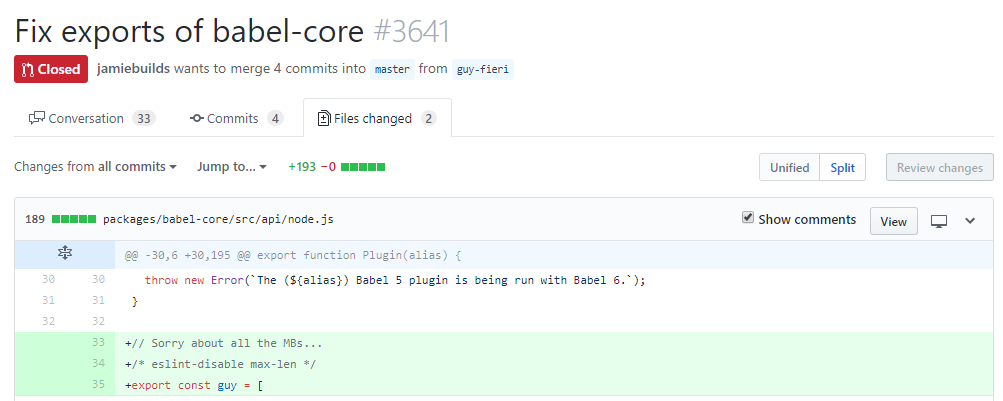 Fix exports of babel-core #3641
Closed jamiebuilds wants to merge 4 commits into master from guy-fieri
Conversation 33 Commits 4 Files changed 2
Changes from all commits Jump to... +193 −0 Unified Split Review changes
189 packages/babel-core/src/api/node.js Show comments View
@@ -30,6 +30,195 @@ export function Plugin(alias) {
30 30 throw new Error(`The (${alias}) Babel 5 plugin is being run with Babel 6.`);
31 31 }
32 32
33 +// Sorry about all the MBs...
34 +/* eslint-disable max-len */
35 +export const guy = [